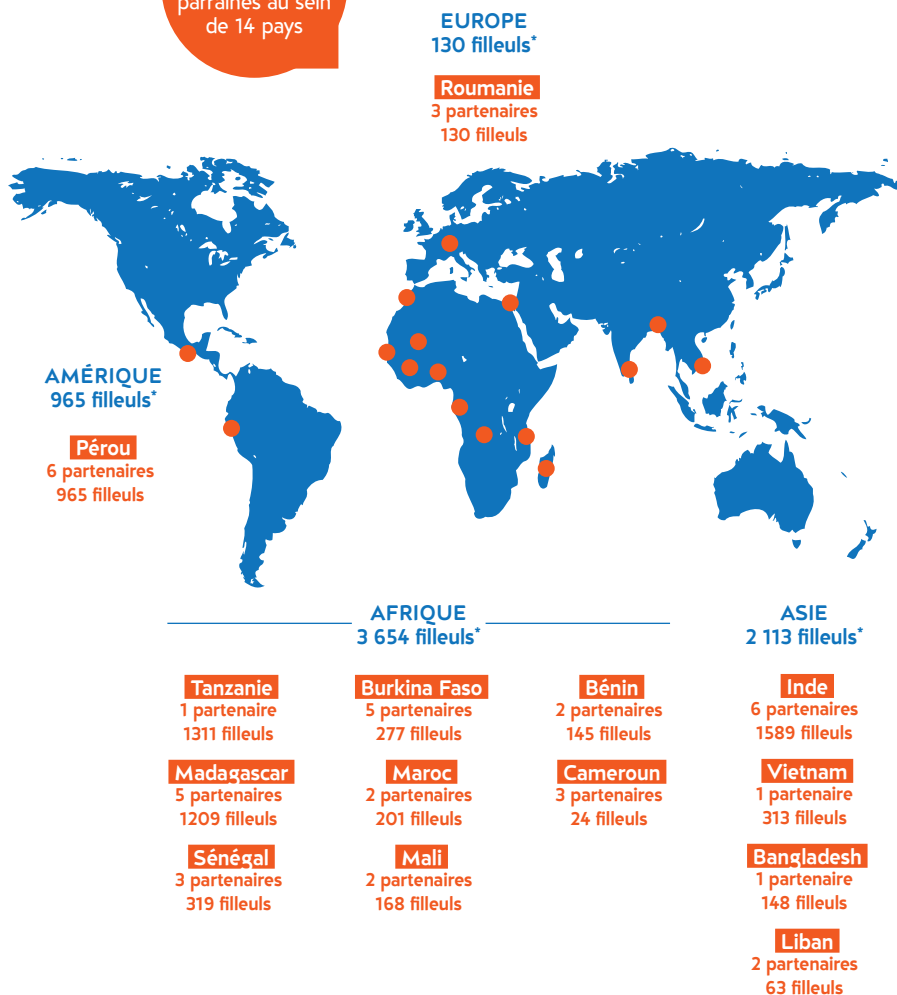 parrainés au sein
de 14 pays
EUROPE
130 filleuls*
Roumanie
3 partenaires
130 filleuls
AMÉRIQUE
965 filleuls*
Pérou
6 partenaires
965 filleuls
AFRIQUE
3 654 filleuls*
Tanzanie
1 partenaire
1311 filleuls
Madagascar
5 partenaires
1209 filleuls
Sénégal
3 partenaires
319 filleuls
Burkina Faso
5 partenaires
277 filleuls
Maroc
2 partenaires
201 filleuls
Mali
2 partenaires
168 filleuls
Bénin
2 partenaires
145 filleuls
Cameroun
3 partenaires
24 filleuls
ASIE
2 113 filleuls*
Inde
6 partenaires
1589 filleuls
Vietnam
1 partenaire
313 filleuls
Bangladesh
1 partenaire
148 filleuls
Liban
2 partenaires
63 filleuls